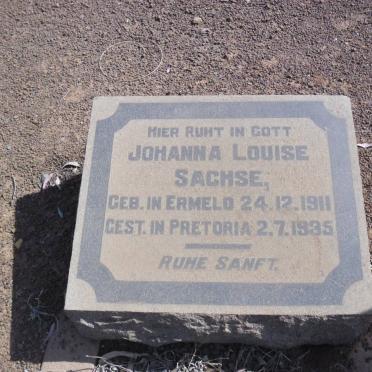 HIER RUHT IN GOTT
JOHANNA LOUISE
SACHSE,
GEB. IN ERMELO 24.12.1911
GEST. IN PRETORIA 2.7.1935
RUHE SANFT.